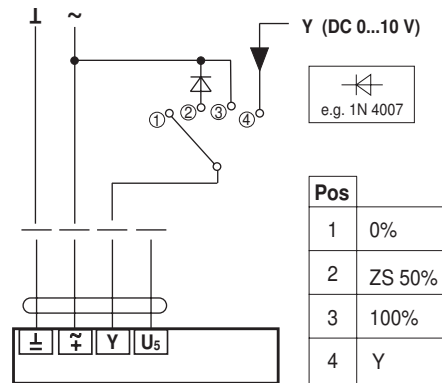 ⊥ ~
Y (DC 0...10 V)
① ② ③ ④
e.g. 1N 4007
Pos
1 0%
2 ZS 50%
3 100%
4 Y
⊥ ~+ Y U5